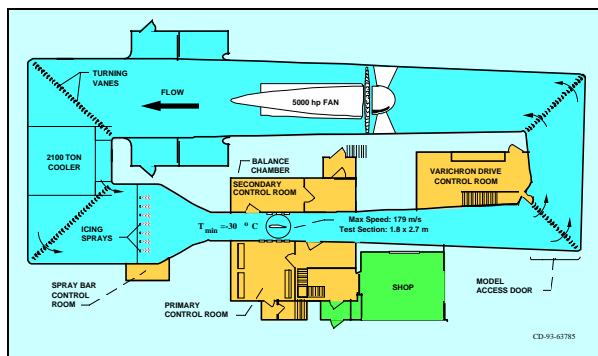 TURNING
VANES
FLOW
5000 hp FAN
2100 TON
COOLER
BALANCE
CHAMBER
SECONDARY
CONTROL ROOM
VARICHRON DRIVE
CONTROL ROOM
ICING
SPRAYS
T min =-30 ° C
Max Speed: 179 m/s
Test Section: 1.8 x 2.7 m
SPRAY BAR
CONTROL
ROOM
PRIMARY
CONTROL ROOM
SHOP
MODEL
ACCESS DOOR
CD-93-63785